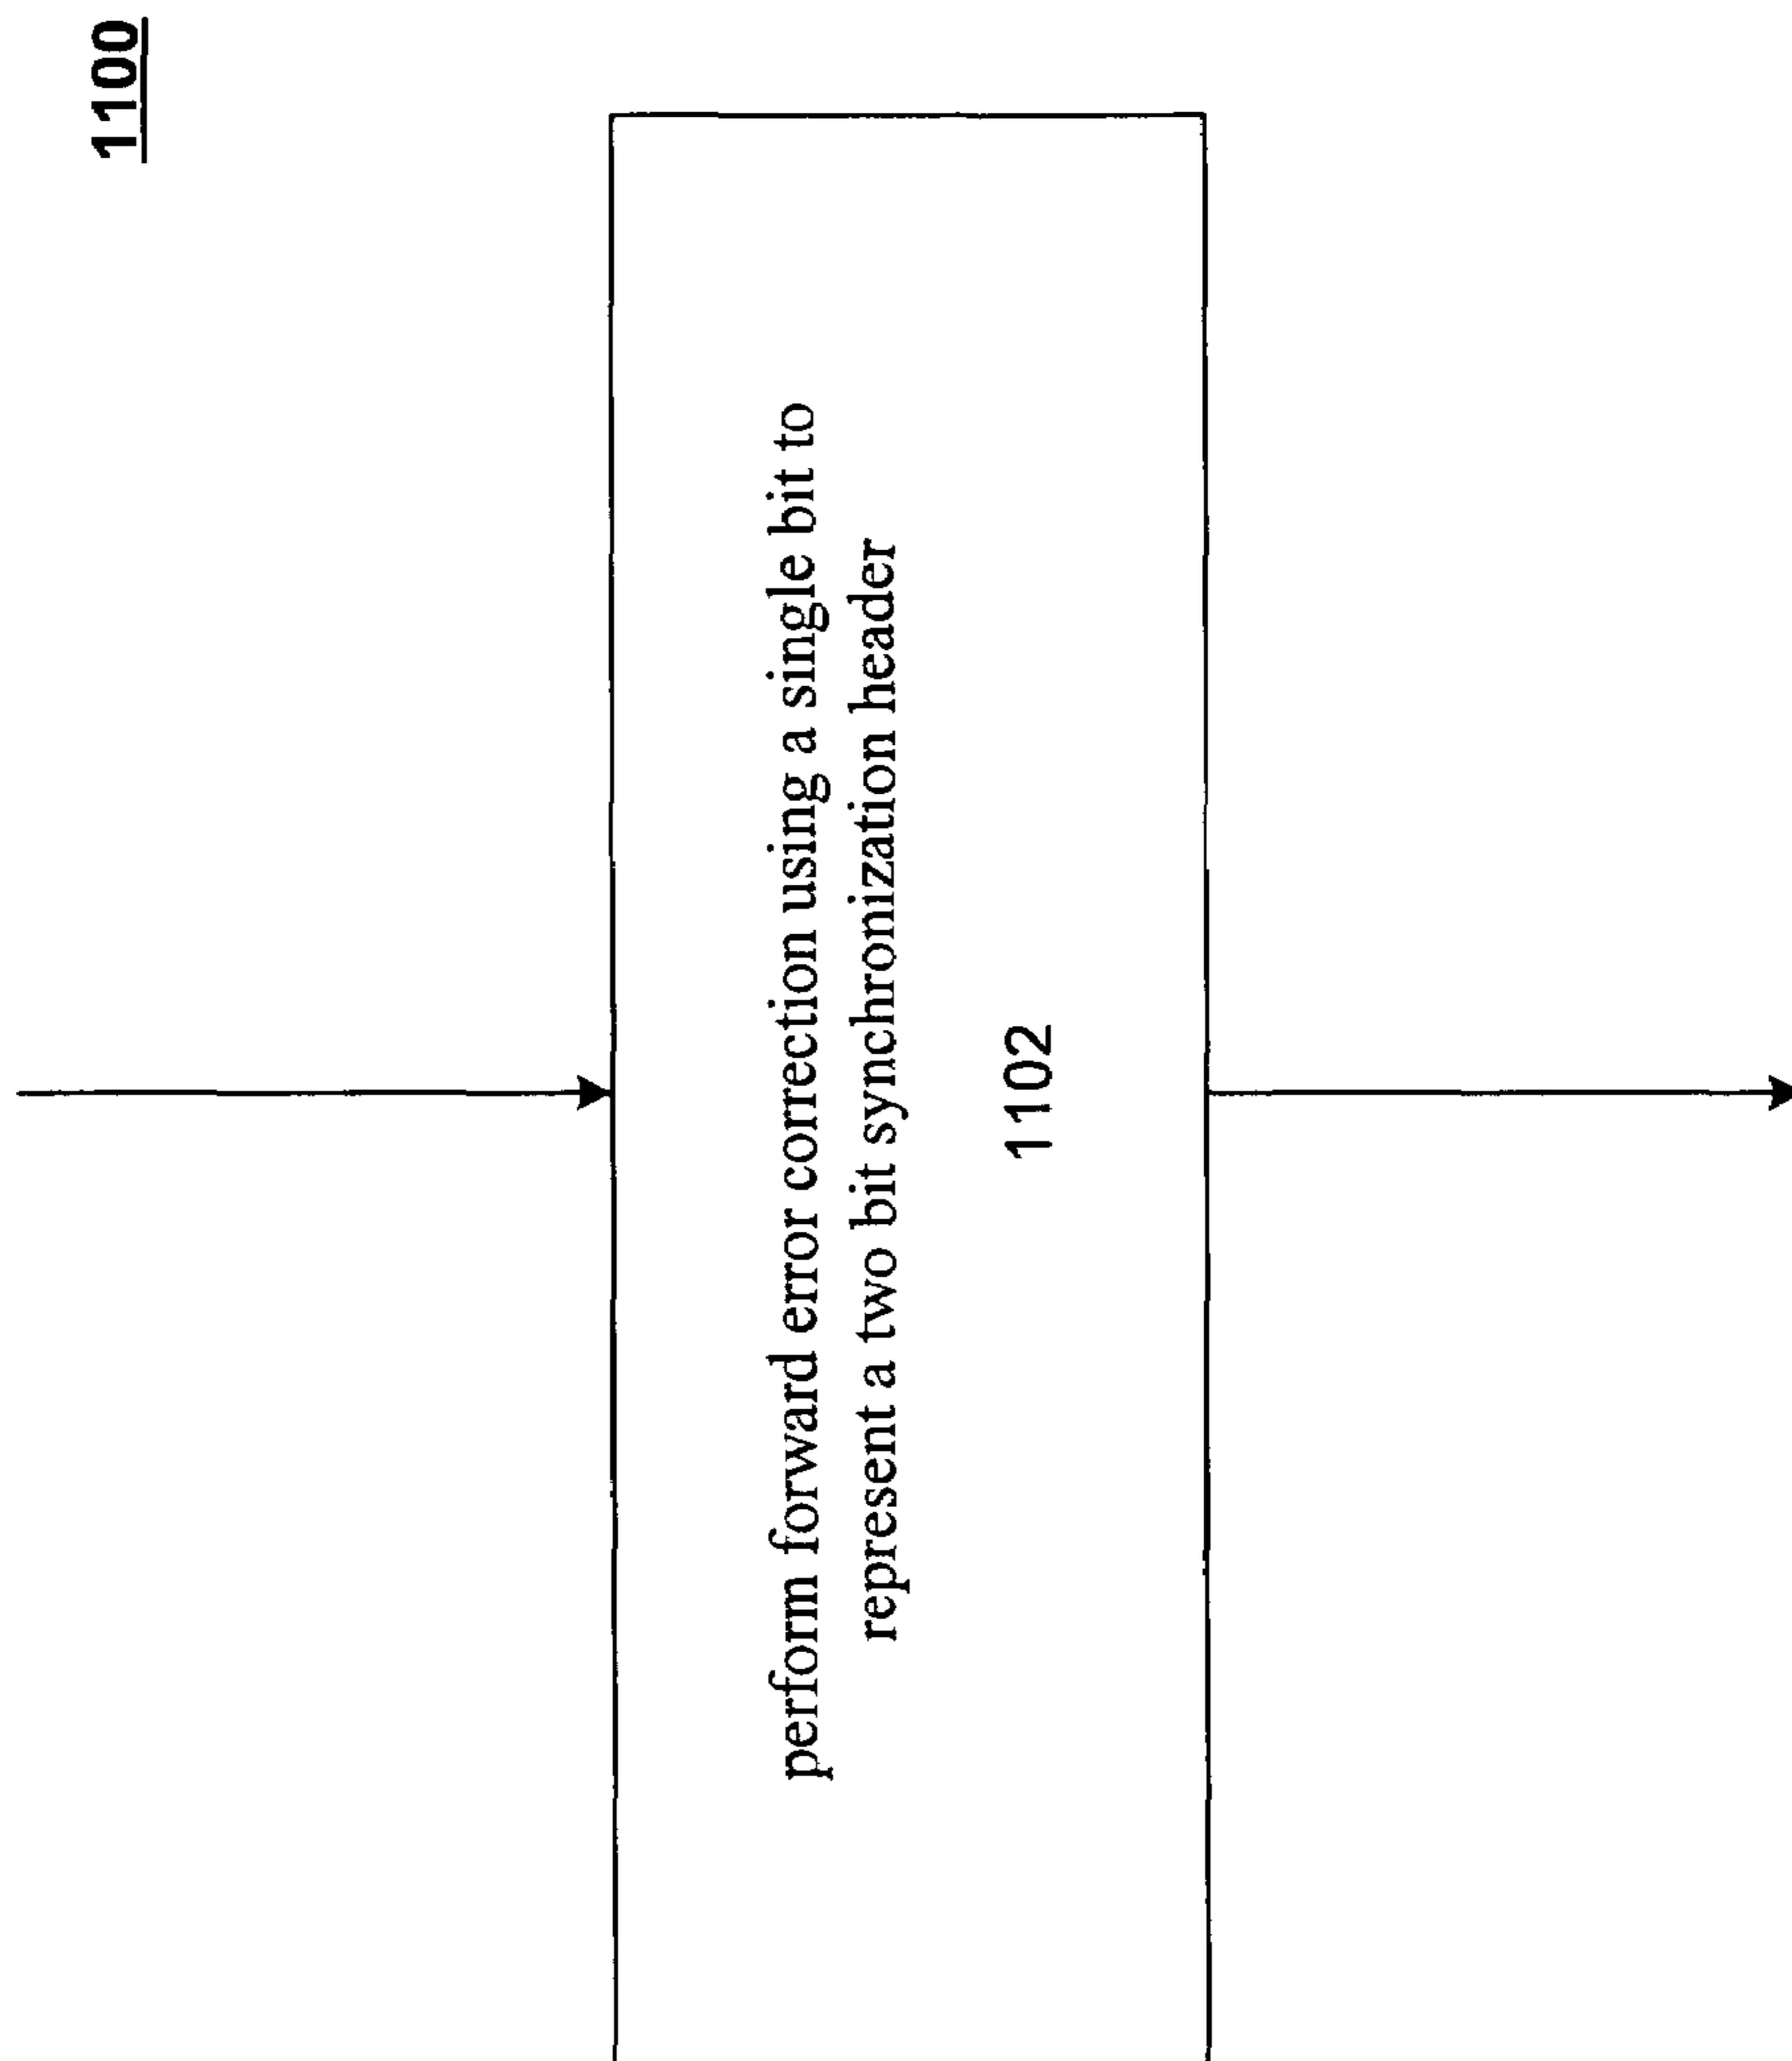 1100
perform forward error correction using a single bit to
represent a two bit synchronization header
1102